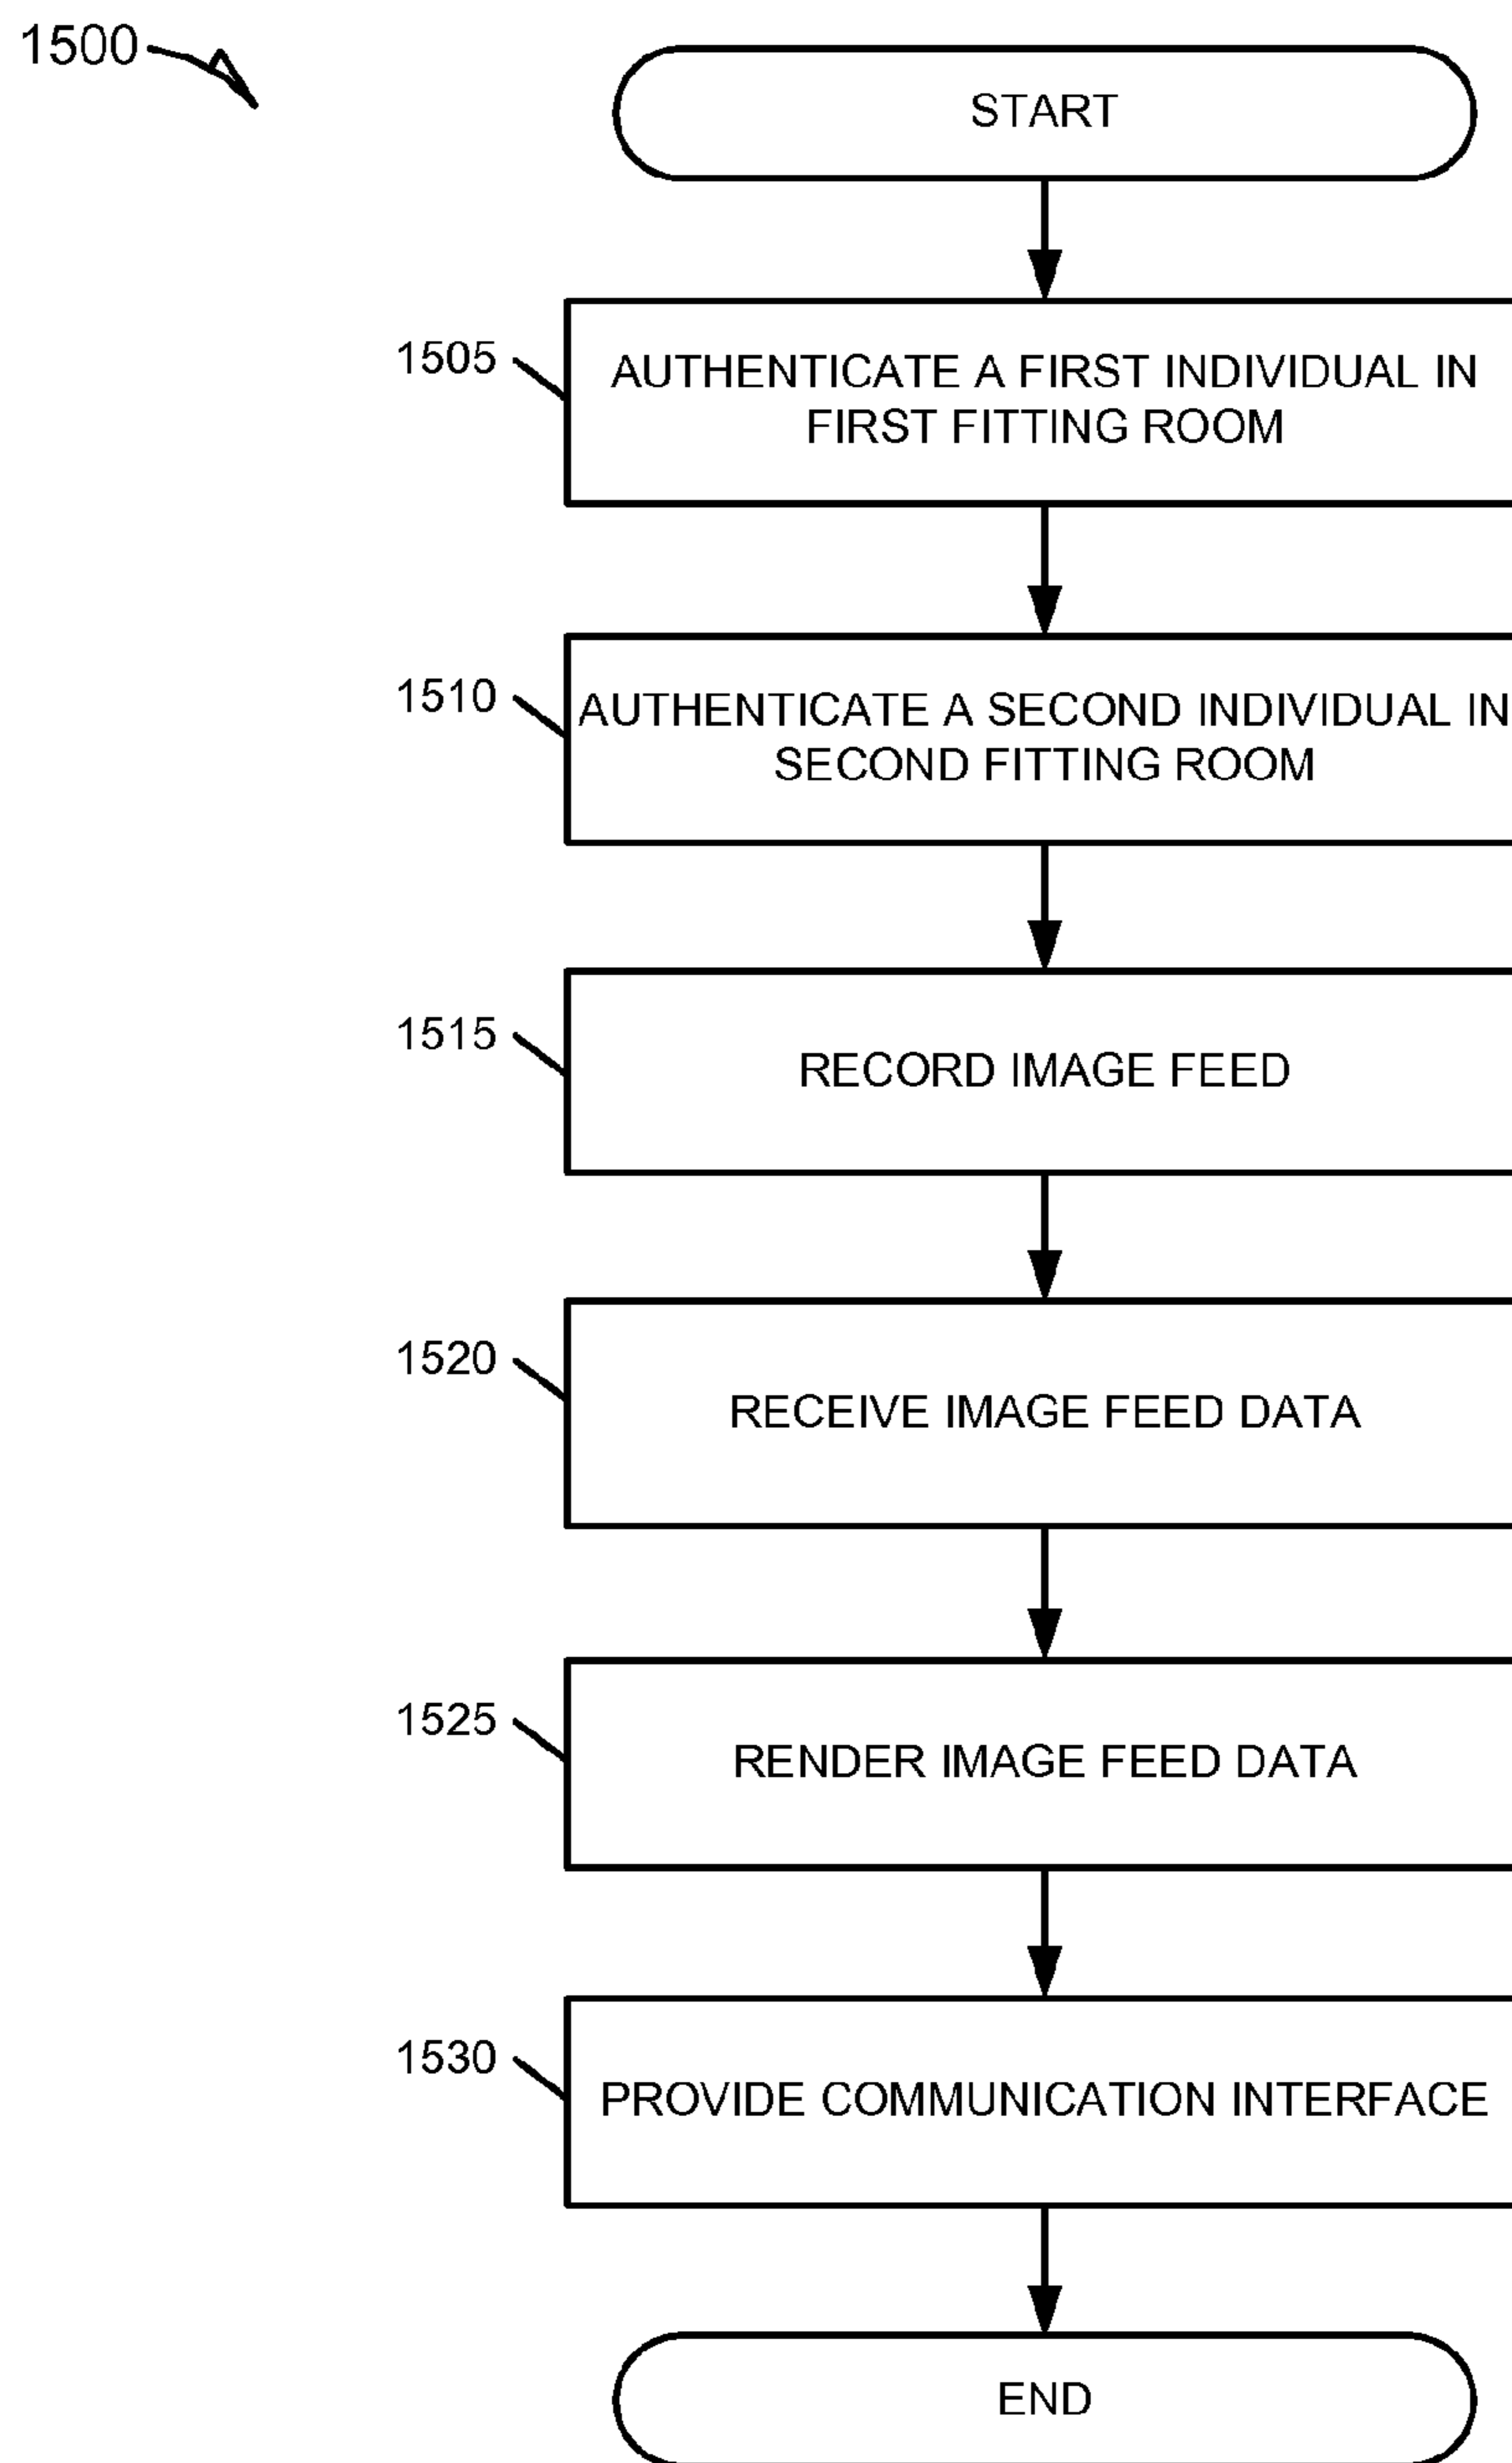 1500
START
1505
AUTHENTICATE A FIRST INDIVIDUAL IN
FIRST FITTING ROOM
1510
AUTHENTICATE A SECOND INDIVIDUAL IN
SECOND FITTING ROOM
1515
RECORD IMAGE FEED
1520
RECEIVE IMAGE FEED DATA
1525
RENDER IMAGE FEED DATA
1530
PROVIDE COMMUNICATION INTERFACE
END